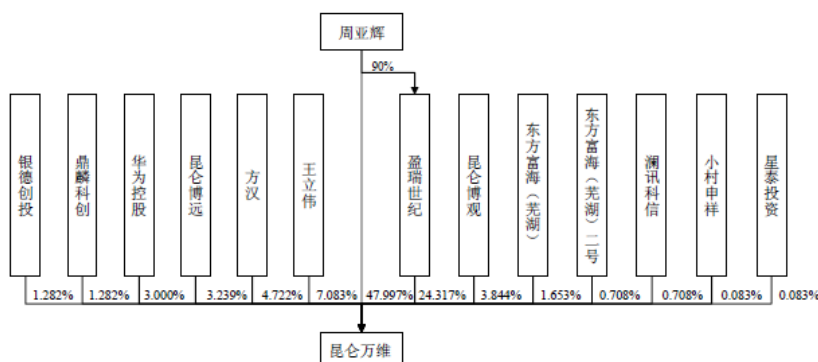 周亚辉
90%
银德创投
鼎麟科创
华为控股
昆仑博远
方汉
王立伟
盈瑞世纪
昆仑博观
东方富海（芜湖）
东方富海（芜湖）二号
澜讯科信
小村申祥
星泰投资
1.282%
1.282%
3.000%
3.239%
4.722%
7.083%
47.997%
24.317%
3.844%
1.653%
0.708%
0.708%
0.083%
0.083%
昆仑万维